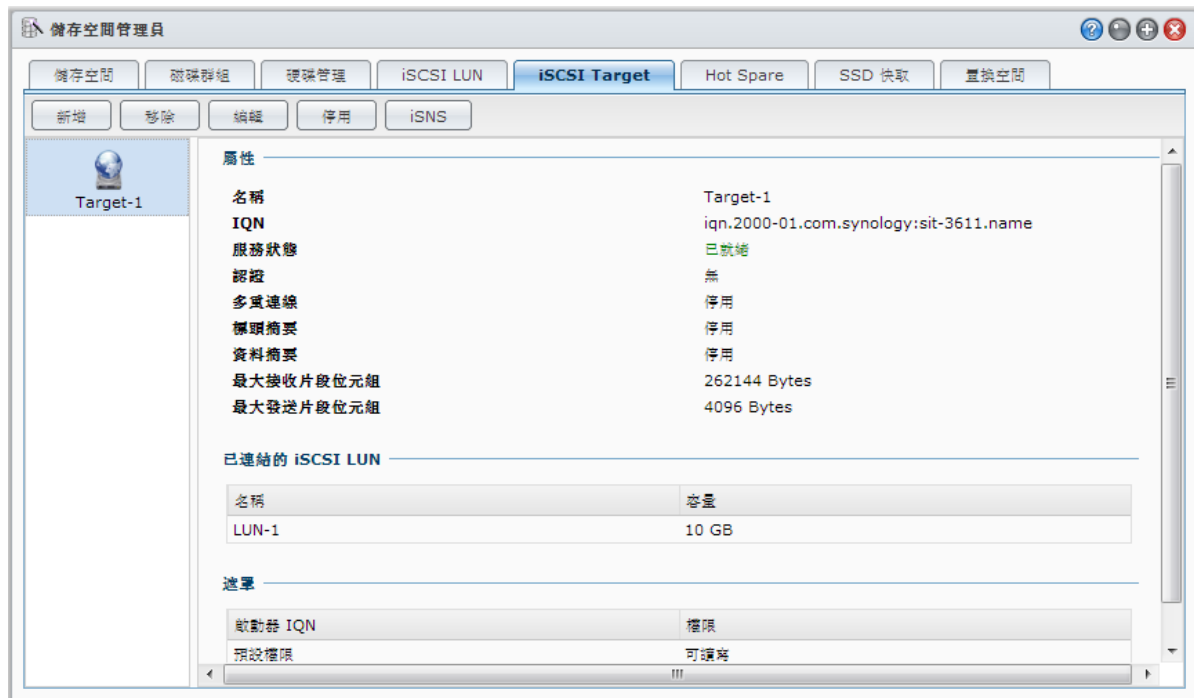 儲存空間管理員
儲存空間 磁碟群組 硬碟管理 iSCSI LUN iSCSI Target Hot Spare SSD 快取 置換空間
新增 移除 編輯 停用 iSNS
Target-1
屬性
名稱 Target-1
IQN iqn.2000-01.com.synology:sit-3611.name
服務狀態 已就緒
認證 無
多重連線 停用
標頭摘要 停用
資料摘要 停用
最大接收片段位元組 262144 Bytes
最大發送片段位元組 4096 Bytes
已連結的 iSCSI LUN
名稱 容量
LUN-1 10 GB
遮罩
啟動器 IQN 權限
預設權限 可讀寫